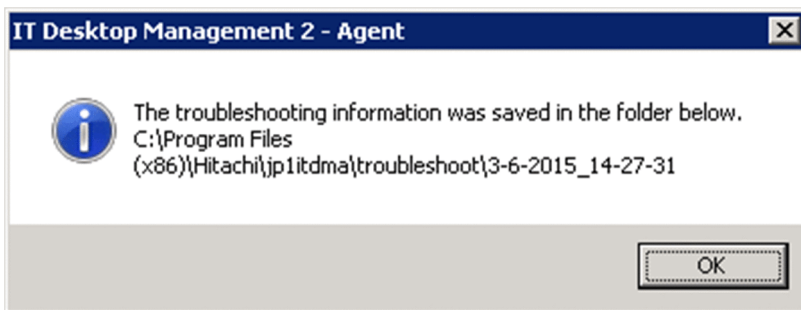 IT Desktop Management 2 - Agent
The troubleshooting information was saved in the folder below.
C:\Program Files
(x86)\Hitachi\jp1itdma\troubleshoot\3-6-2015_14-27-31
OK